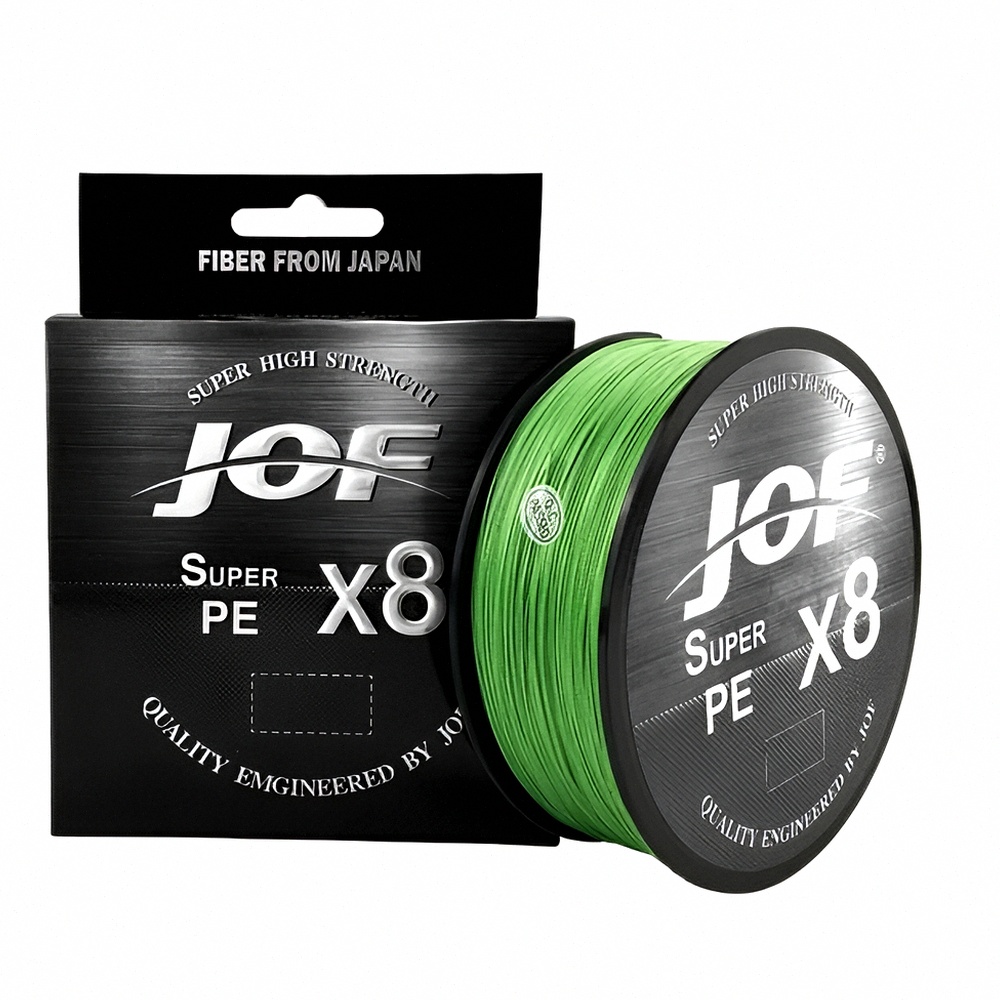 FIBER FROM JAPAN
SUPER HIGH STRENGTH
JOF
SUPER
PE
X8
QUALITY EMGINEERED BY JOF
SUPER HIGH STRENGTH
JOF
SUPER
PE
X8
QUALITY ENGINEERED BY JOF